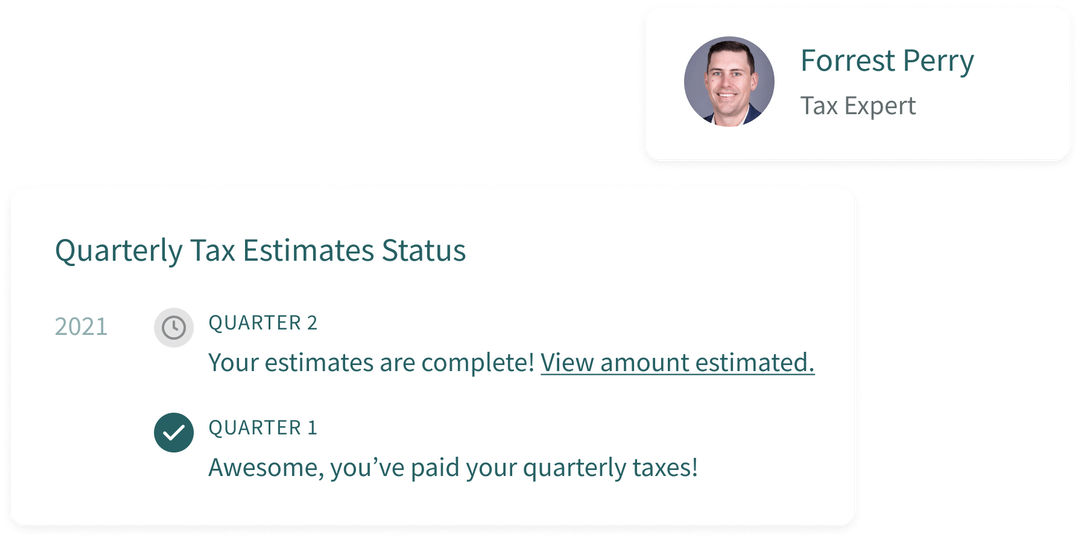 Forrest Perry
Tax Expert
Quarterly Tax Estimates Status
2021
QUARTER 2
Your estimates are complete! View amount estimated.
QUARTER 1
Awesome, you’ve paid your quarterly taxes!